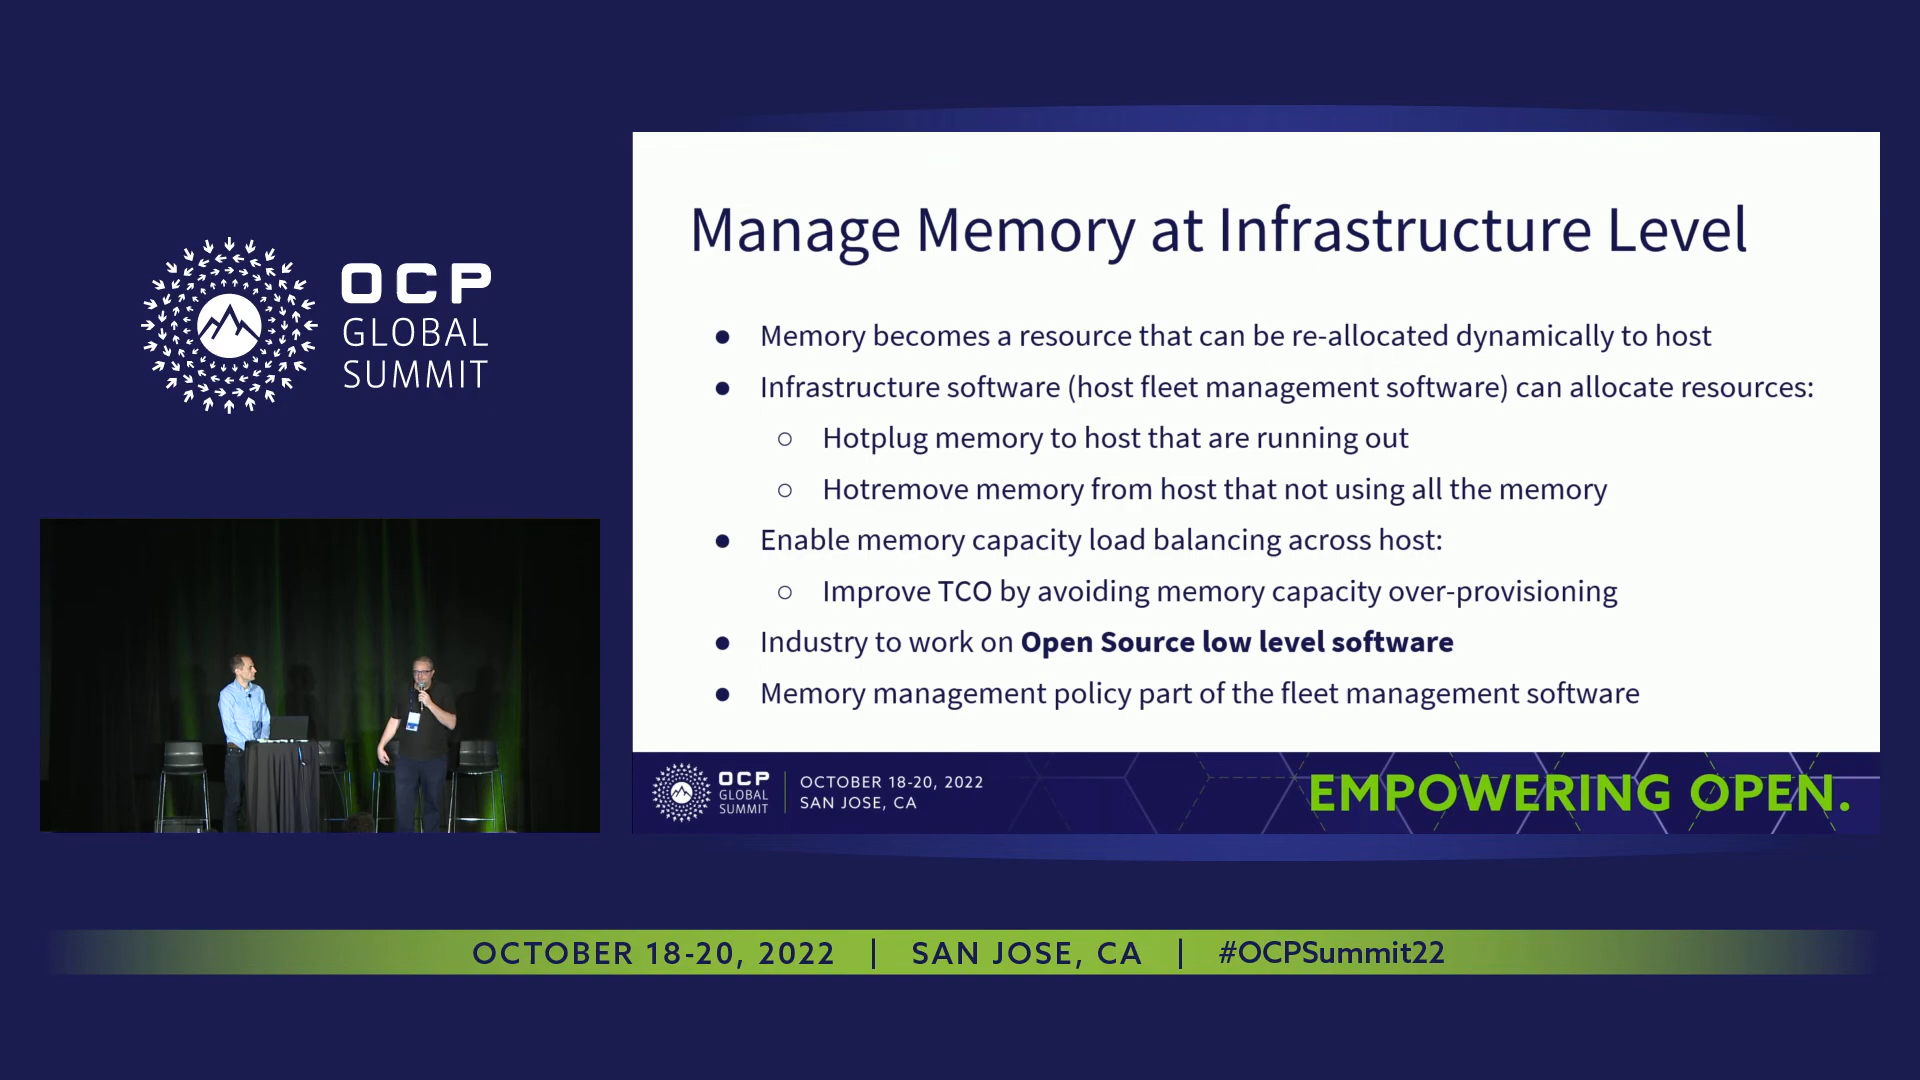 OCP
GLOBAL
SUMMIT
Manage Memory at Infrastructure Level
● Memory becomes a resource that can be re-allocated dynamically to host
● Infrastructure software (host fleet management software) can allocate resources:
○ Hotplug memory to host that are running out
○ Hotremove memory from host that not using all the memory
● Enable memory capacity load balancing across host:
○ Improve TCO by avoiding memory capacity over-provisioning
● Industry to work on Open Source low level software
● Memory management policy part of the fleet management software
OCP
GLOBAL
SUMMIT
OCTOBER 18-20, 2022
SAN JOSE, CA
EMPOWERING OPEN.
OCTOBER 18-20, 2022 | SAN JOSE, CA | #OCPSummit22